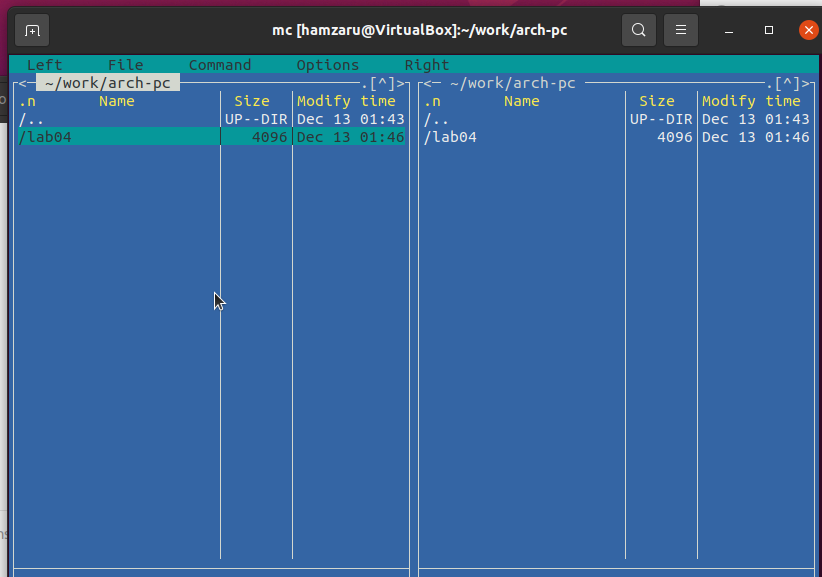 mc [hamzaru@VirtualBox]:~/work/arch-pc
Left File Command Options Right
<─ ~/work/arch-pc ─.[^]>
.n Name Size Modify time
/.. UP--DIR Dec 13 01:43
/lab04 4096 Dec 13 01:46
<─ ~/work/arch-pc ─.[^]>
.n Name Size Modify time
/.. UP--DIR Dec 13 01:43
/lab04 4096 Dec 13 01:46